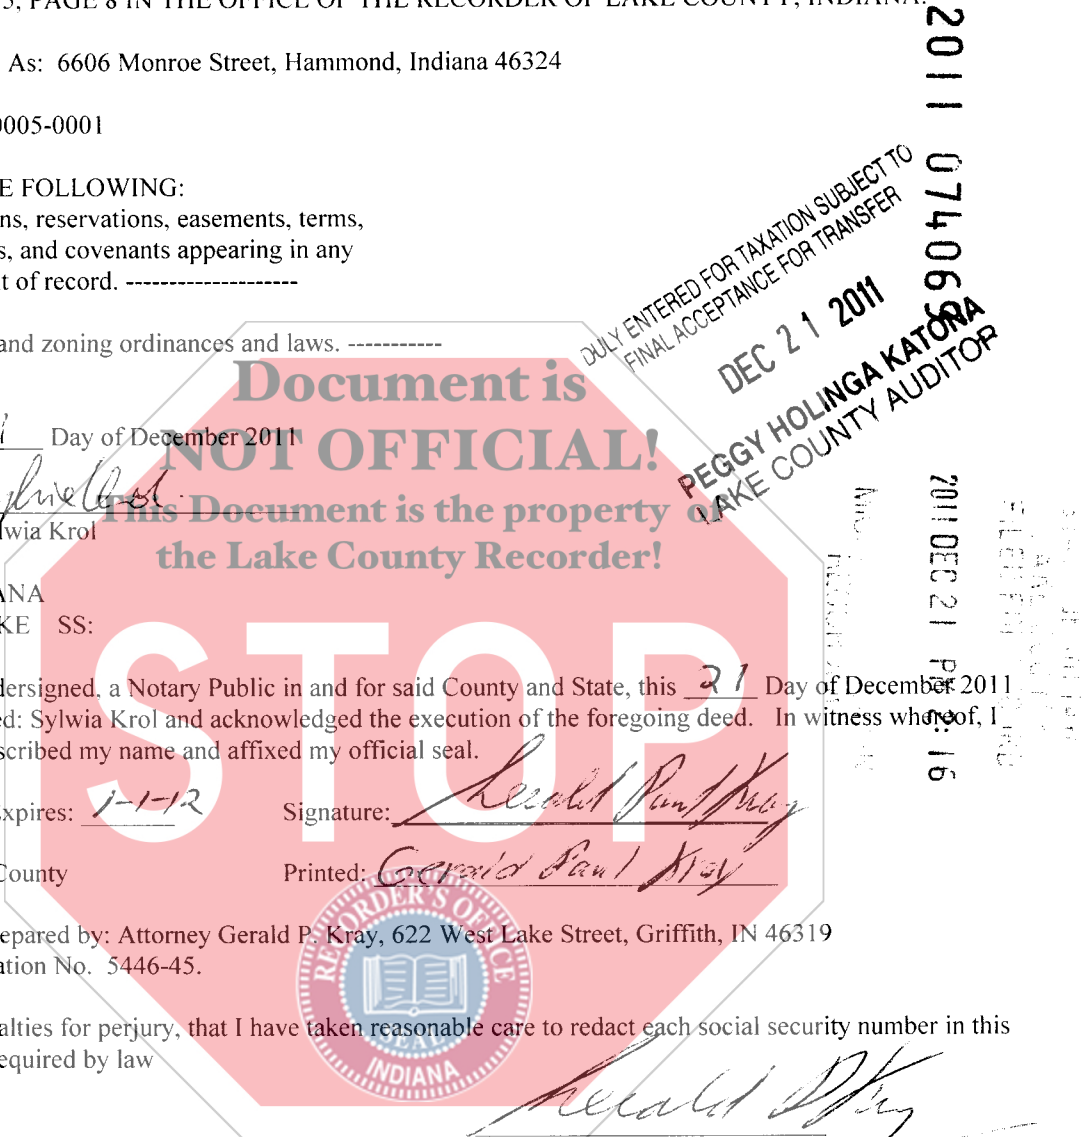 5, PAGE 8 IN THE OFFICE OF THE RECORDER OF LAKE COUNTY, INDIANA.
As: 6606 Monroe Street, Hammond, Indiana 46324
0005-0001
E FOLLOWING:
ns, reservations, easements, terms,
s, and covenants appearing in any
t of record. --------------------
and zoning ordinances and laws. -----------
2011 074069
DULY ENTERED FOR TAXATION SUBJECT TO
FINAL ACCEPTANCE FOR TRANSFER
DEC 21 2011
PEGGY HOLINGA KATONA
LAKE COUNTY AUDITOR
Document is
NOT OFFICIAL!
This Document is the property of
the Lake County Recorder!
STOP
Day of December 2011
lwia Krol
2011 DEC 21 PM 2:16
ANA
KE SS:
dersigned, a Notary Public in and for said County and State, this 21 Day of December 2011
ed: Sylwia Krol and acknowledged the execution of the foregoing deed. In witness whereof, I
scribed my name and affixed my official seal.
xpires: 1-1-12 Signature: Gerald Paul Kray
County Printed: Gerald Paul Kray
epared by: Attorney Gerald P. Kray, 622 West Lake Street, Griffith, IN 46319
ation No. 5446-45.
RECORDER'S OFFICE
SEAL
INDIANA
alties for perjury, that I have taken reasonable care to redact each social security number in this
equired by law
Gerald P Kray